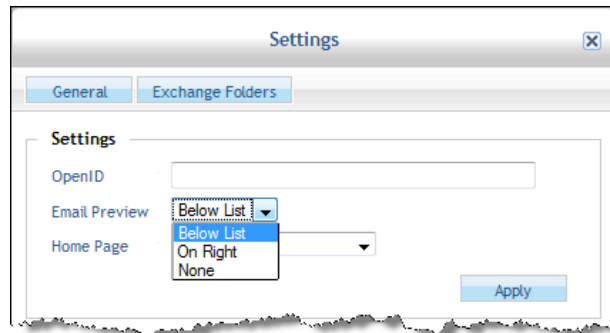 Settings
General Exchange Folders
Settings
OpenID
Email Preview Below List
Below List
Home Page
On Right
None
Apply